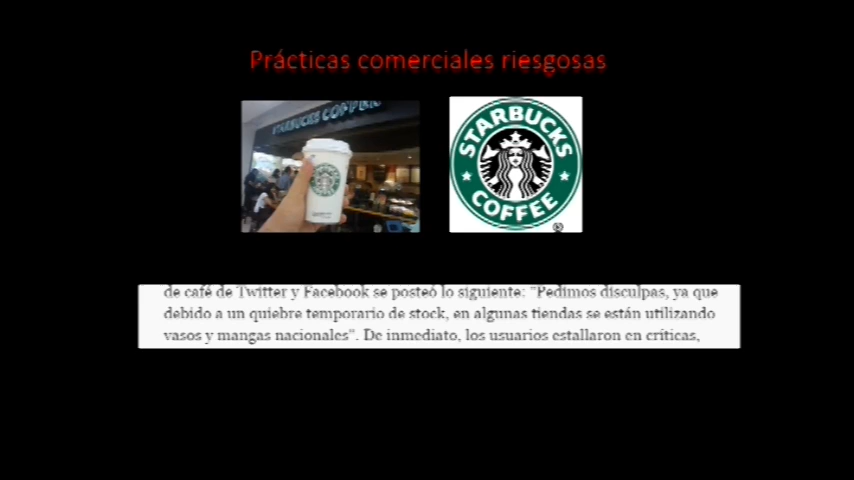 Prácticas comerciales riesgosas
STARBUCKS COFFEE
STARBUCKS
COFFEE
de café de Twitter y Facebook se posteó lo siguiente: "Pedimos disculpas, ya que
debido a un quiebre temporario de stock, en algunas tiendas se están utilizando
vasos y mangas nacionales". De inmediato, los usuarios estallaron en críticas,